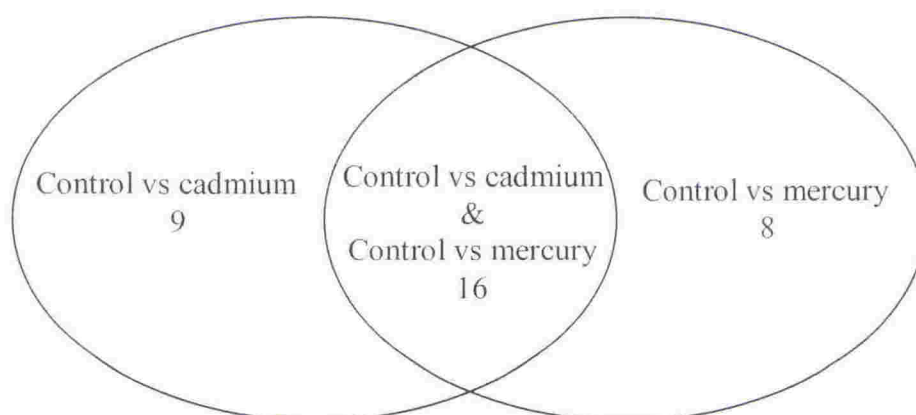 Control vs cadmium
9
Control vs cadmium
&
Control vs mercury
16
Control vs mercury
8